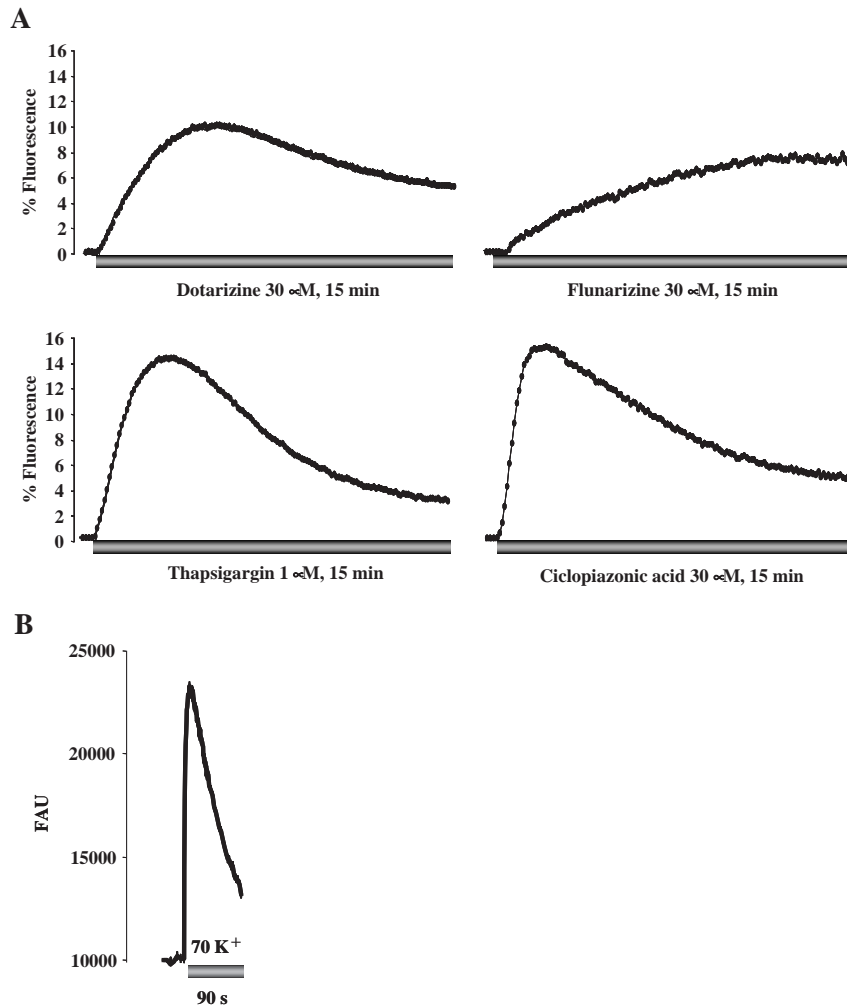 A
16
14
12
10
8
6
4
2
0
% Fluorescence
Dotarizine 30 ∝M, 15 min
Flunarizine 30 ∝M, 15 min
16
14
12
10
8
6
4
2
0
% Fluorescence
Thapsigargin 1 ∝M, 15 min
Ciclopiazonic acid 30 ∝M, 15 min
B
25000
20000
15000
10000
FAU
70 K⁺
90 s